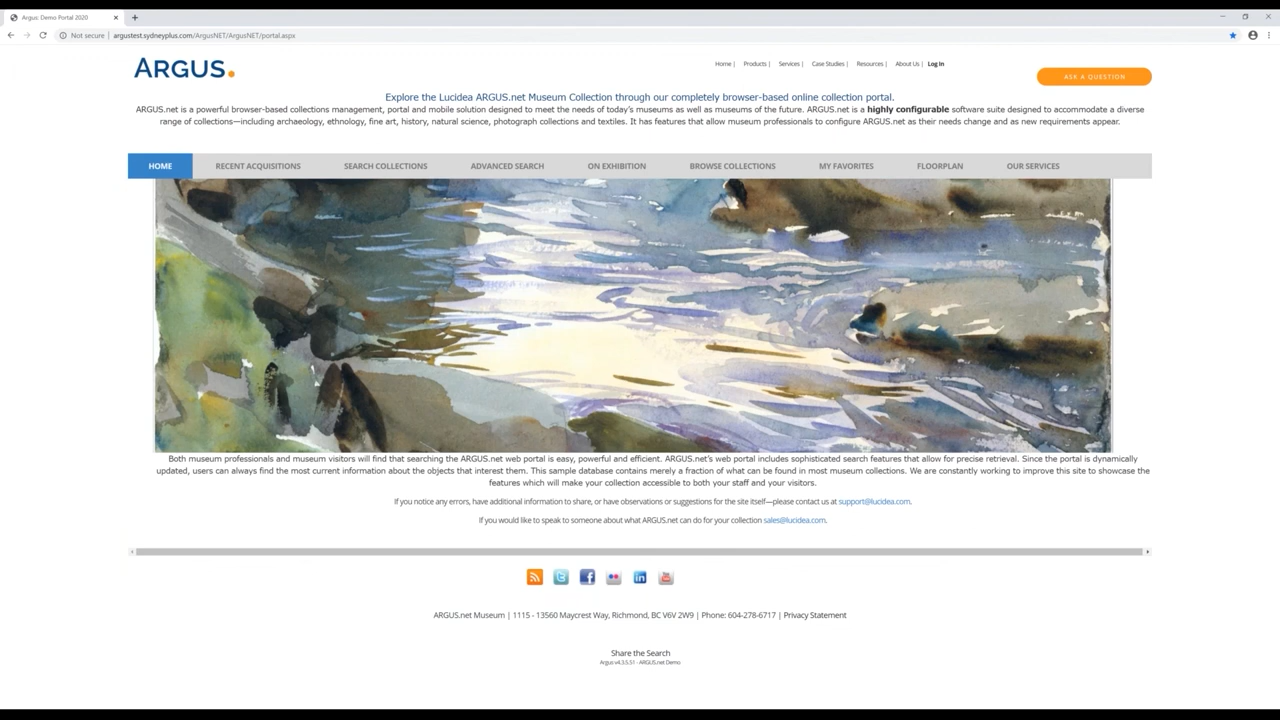 Argus: Demo Portal 2020
Not secure | argustest.sydneyplus.com/ArgusNET/ArgusNET/portal.aspx
ARGUS.
Home | Products | Services | Case Studies | Resources | About Us | Log In
ASK A QUESTION
Explore the Lucidea ARGUS.net Museum Collection through our completely browser-based online collection portal.
ARGUS.net is a powerful browser-based collections management, portal and mobile solution designed to meet the needs of today's museums as well as museums of the future. ARGUS.net is a highly configurable software suite designed to accommodate a diverse
range of collections—including archaeology, ethnology, fine art, history, natural science, photograph collections and textiles. It has features that allow museum professionals to configure ARGUS.net as their needs change and as new requirements appear.
HOME RECENT ACQUISITIONS SEARCH COLLECTIONS ADVANCED SEARCH ON EXHIBITION BROWSE COLLECTIONS MY FAVORITES FLOORPLAN OUR SERVICES
Both museum professionals and museum visitors will find that searching the ARGUS.net web portal is easy, powerful and efficient. ARGUS.net's web portal includes sophisticated search features that allow for precise retrieval. Since the portal is dynamically
updated, users can always find the most current information about the objects that interest them. This sample database contains merely a fraction of what can be found in most museum collections. We are constantly working to improve this site to showcase the
features which will make your collection accessible to both your staff and your visitors.
If you notice any errors, have additional information to share, or have observations or suggestions for the site itself—please contact us at support@lucidea.com.
If you would like to speak to someone about what ARGUS.net can do for your collection sales@lucidea.com.
ARGUS.net Museum | 1115 - 13560 Maycrest Way, Richmond, BC V6V 2W9 | Phone: 604-278-6717 | Privacy Statement
Share the Search
Argus v4.3.5.51 - ARGUS.net Demo